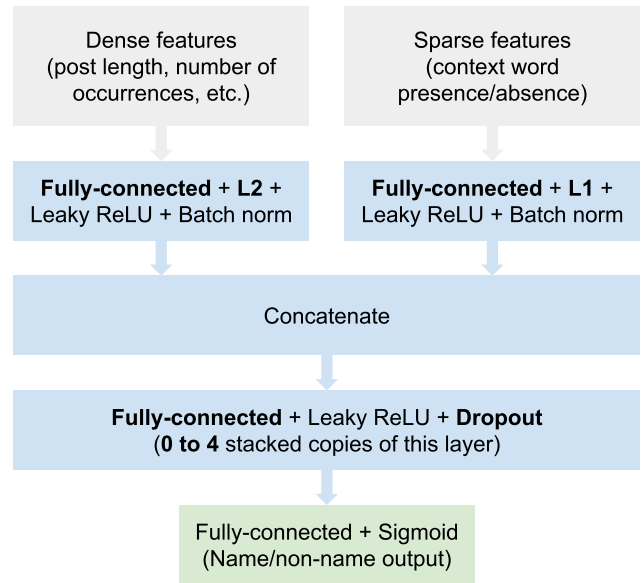 Dense features
(post length, number of
occurrences, etc.)
Sparse features
(context word
presence/absence)
Fully-connected + L2 +
Leaky ReLU + Batch norm
Fully-connected + L1 +
Leaky ReLU + Batch norm
Concatenate
Fully-connected + Leaky ReLU + Dropout
(0 to 4 stacked copies of this layer)
Fully-connected + Sigmoid
(Name/non-name output)